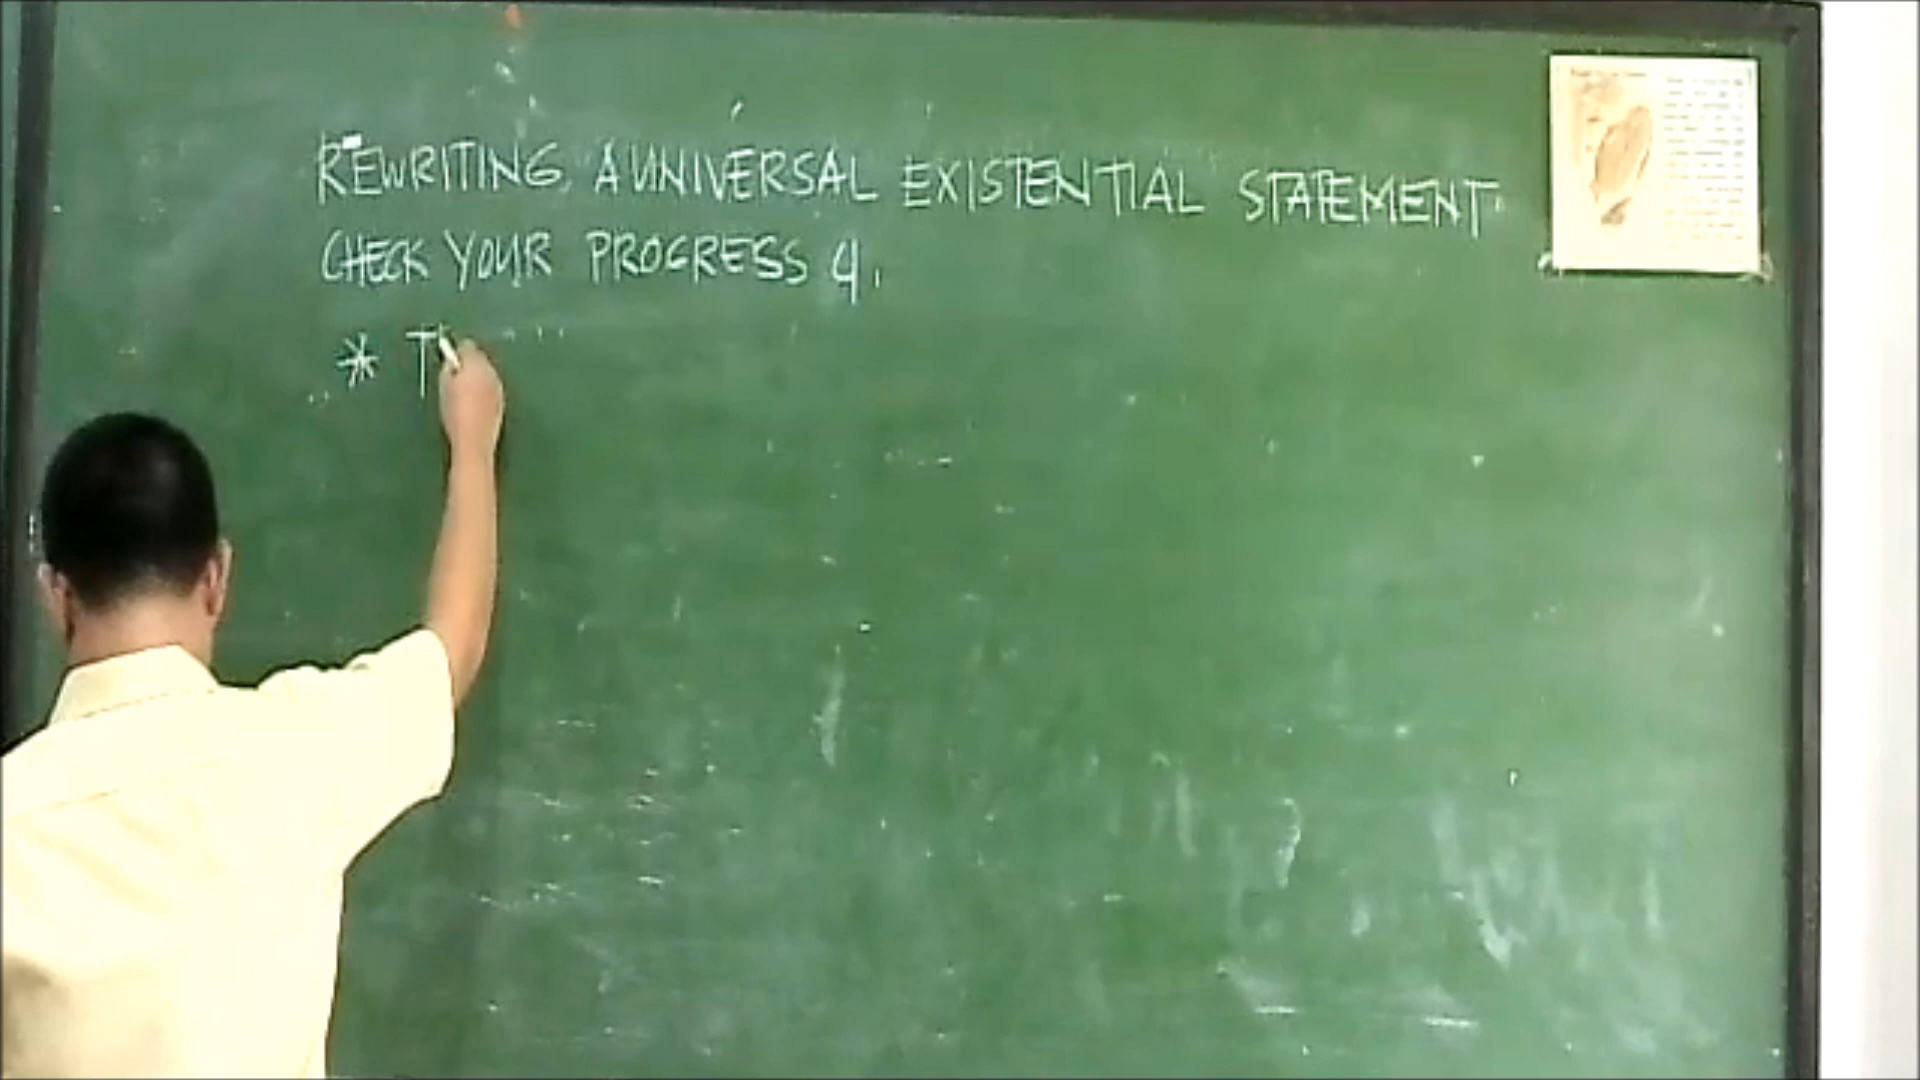 REWRITING A UNIVERSAL EXISTENTIAL STATEMENT
CHECK YOUR PROGRESS 4.
* T